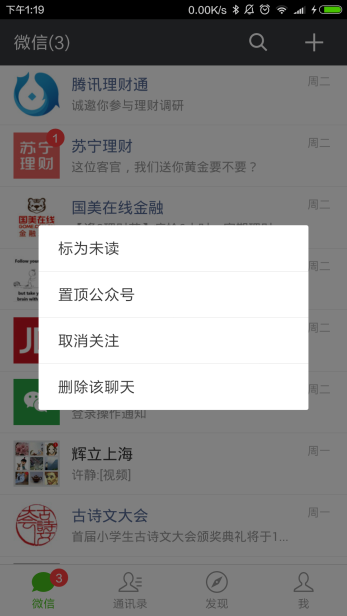 下午1:19
0.00K/s
微信(3)
腾讯理财通
周二
诚邀你参与理财调研
苏宁理财
1
苏宁理财
周二
这位客官，我们送你黄金要不要？
国美在线
金融
国美在线金融
周二
标为未读
周二
置顶公众号
取消关注
周二
删除该聊天
周二
登录操作通知
辉立上海
周一
许静:[视频]
古诗文大会
周一
首届小学生古诗文大会颁奖典礼将于1...
3
微信
通讯录
发现
我